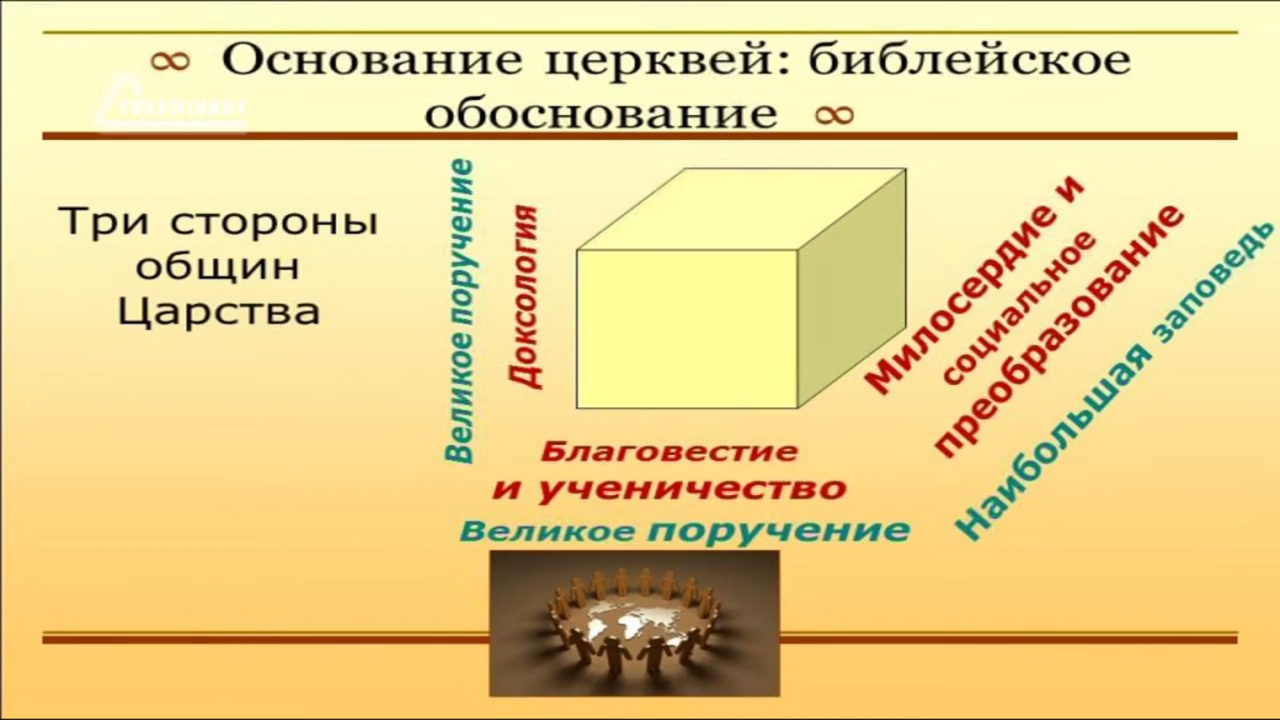 ∞ Основание церквей: библейское
обоснование ∞
Три стороны
общин
Царства
Великое поручение
Доксология
Милосердие и
социальное
преобразование
Наибольшая заповедь
Благовестие
и ученичество
Великое поручение